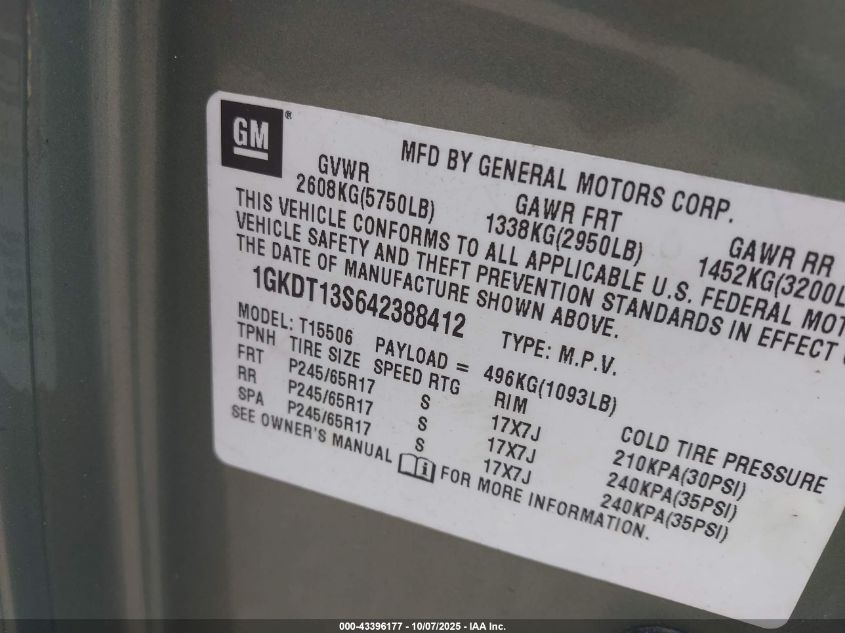 GM ®
MFD BY GENERAL MOTORS CORP.
GVWR GAWR FRT GAWR RR
2608KG(5750LB) 1338KG(2950LB) 1452KG(3200L
THIS VEHICLE CONFORMS TO ALL APPLICABLE U.S. FEDERAL MOT
VEHICLE SAFETY AND THEFT PREVENTION STANDARDS IN EFFECT
THE DATE OF MANUFACTURE SHOWN ABOVE.
1GKDT13S642388412 TYPE: M.P.V.
MODEL: T15506 PAYLOAD = 496KG(1093LB)
TPNH TIRE SIZE SPEED RTG RIM COLD TIRE PRESSURE
FRT P245/65R17 S 17X7J 210KPA(30PSI)
RR P245/65R17 S 17X7J 240KPA(35PSI)
SPA P245/65R17 S 17X7J 240KPA(35PSI)
SEE OWNER'S MANUAL FOR MORE INFORMATION.
000-43396177 - 10/07/2025 - IAA Inc.